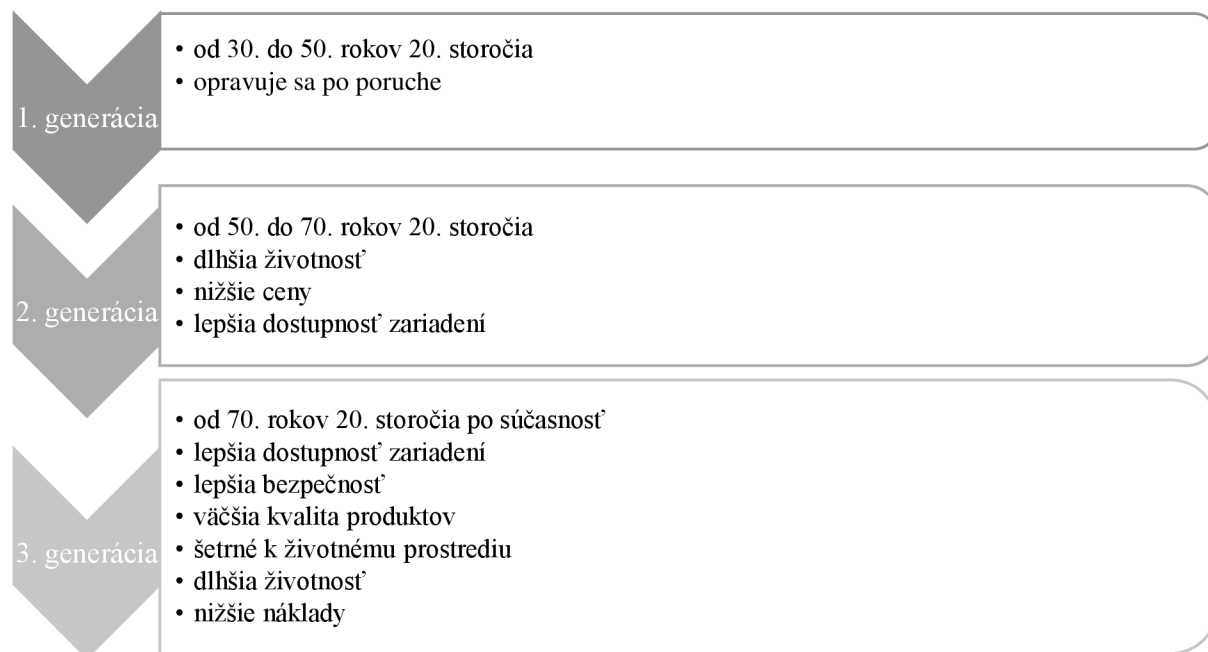 1. generácia
• od 30. do 50. rokov 20. storočia
• opravuje sa po poruche
2. generácia
• od 50. do 70. rokov 20. storočia
• dlhšia životnosť
• nižšie ceny
• lepšia dostupnosť zariadení
3. generácia
• od 70. rokov 20. storočia po súčasnosť
• lepšia dostupnosť zariadení
• lepšia bezpečnosť
• väčšia kvalita produktov
• šetrné k životnému prostrediu
• dlhšia životnosť
• nižšie náklady